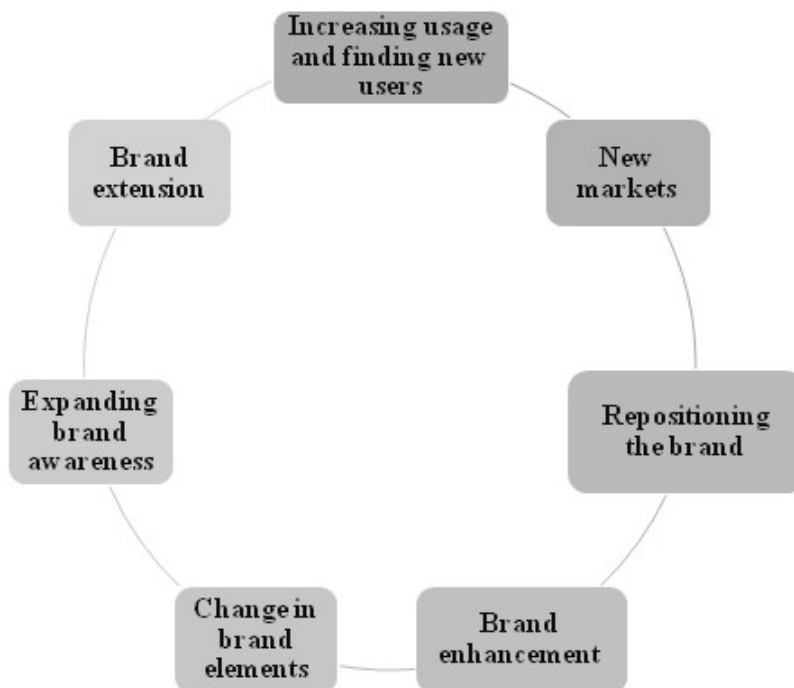 Increasing usage
and finding new
users
New
markets
Repositioning
the brand
Brand
enhancement
Change in
brand
elements
Expanding
brand
awareness
Brand
extension